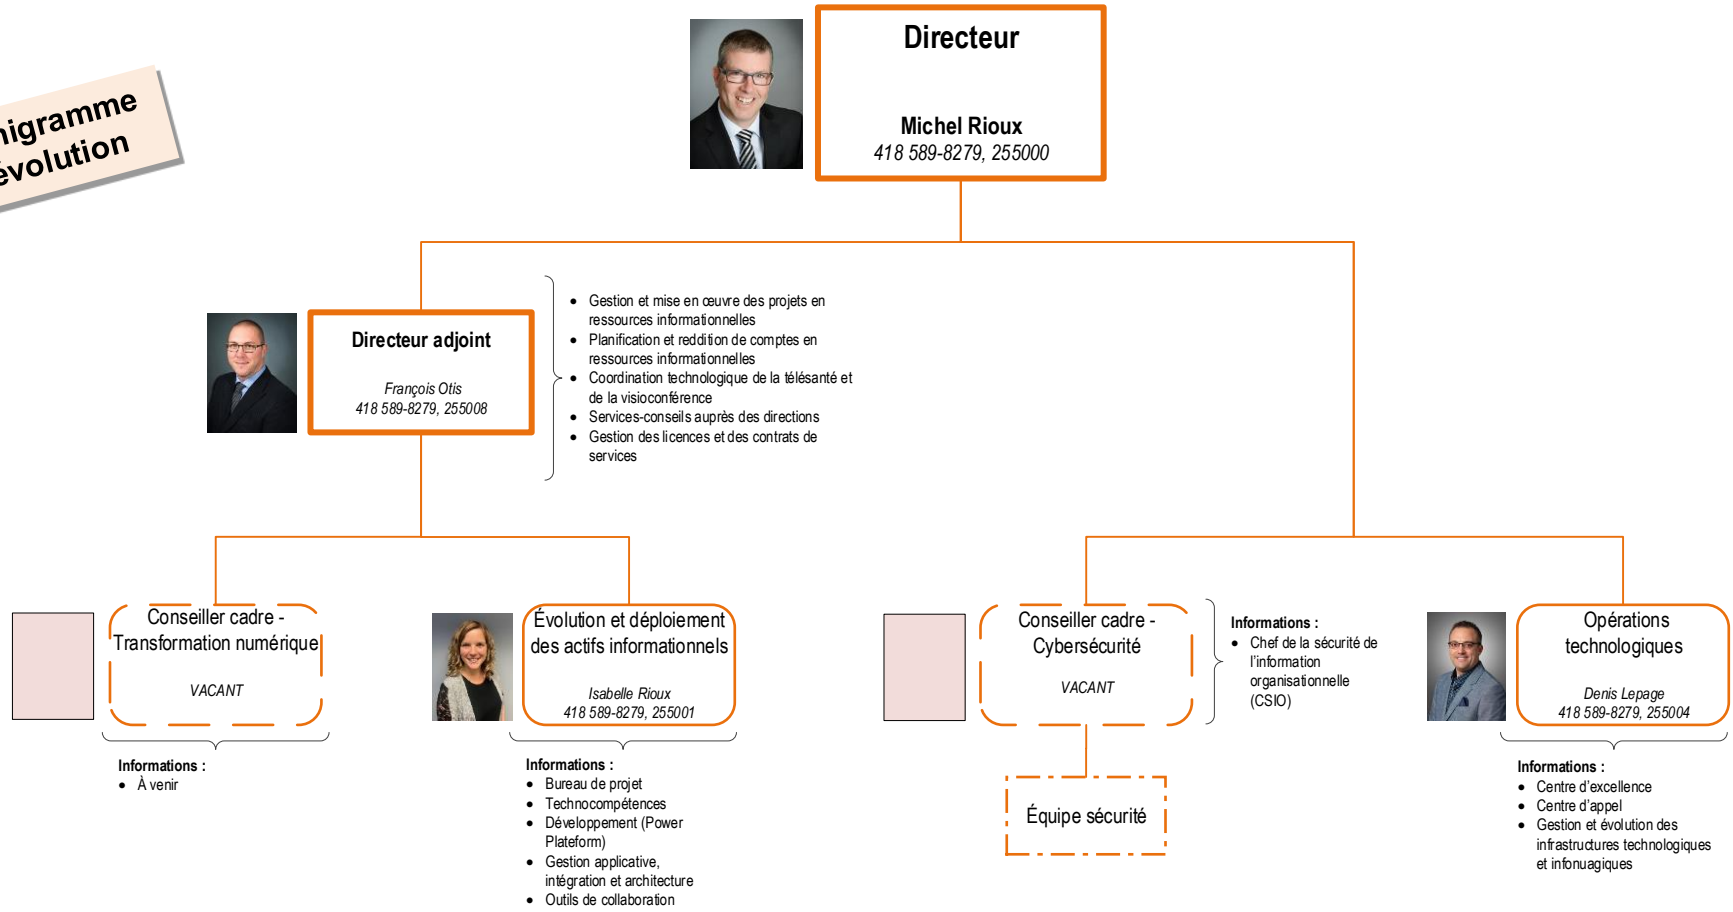 Directeur
Michel Rioux
418 589-8279, 255000
nigramme
évolution
Directeur adjoint
François Otis
418 589-8279, 255008
• Gestion et mise en œuvre des projets en
ressources informationnelles
• Planification et reddition de comptes en
ressources informationnelles
• Coordination technologique de la télésanté et
de la visioconférence
• Services-conseils auprès des directions
• Gestion des licences et des contrats de
services
Conseiller cadre -
Transformation numérique
VACANT
Informations :
• À venir
Évolution et déploiement
des actifs informationnels
Isabelle Rioux
418 589-8279, 255001
Informations :
• Bureau de projet
• Technocompétences
• Développement (Power
Plateform)
• Gestion applicative,
intégration et architecture
• Outils de collaboration
Conseiller cadre -
Cybersécurité
VACANT
Informations :
• Chef de la sécurité de
l'information
organisationnelle
(CSIO)
Équipe sécurité
Opérations
technologiques
Denis Lepage
418 589-8279, 255004
Informations :
• Centre d'excellence
• Centre d'appel
• Gestion et évolution des
infrastructures technologiques
et infonuagiques